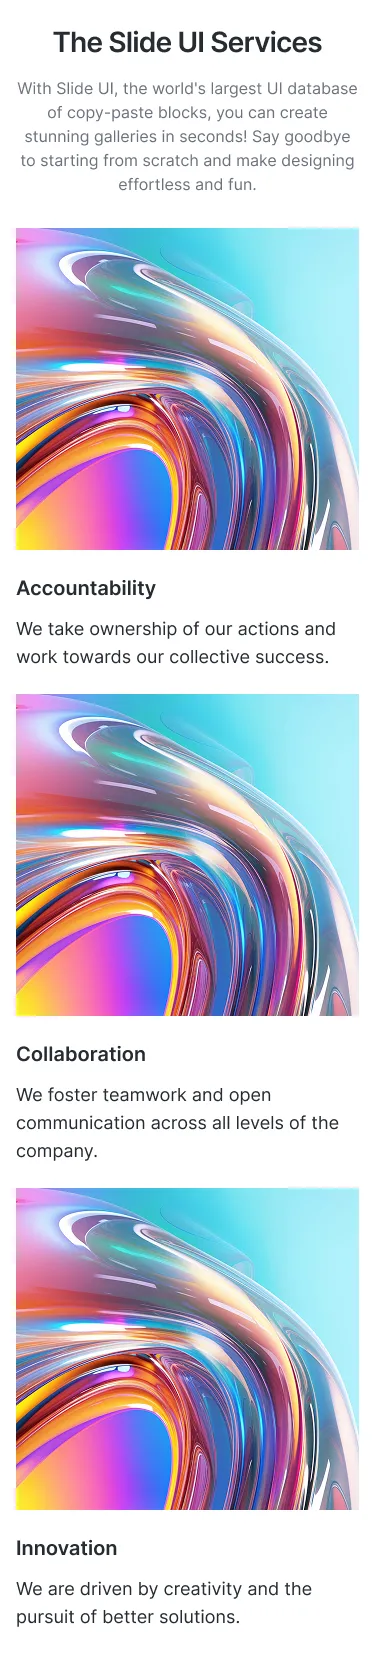 The Slide UI Services
With Slide UI, the world's largest UI database
of copy-paste blocks, you can create
stunning galleries in seconds! Say goodbye
to starting from scratch and make designing
effortless and fun.
Accountability
We take ownership of our actions and
work towards our collective success.
Collaboration
We foster teamwork and open
communication across all levels of the
company.
Innovation
We are driven by creativity and the
pursuit of better solutions.